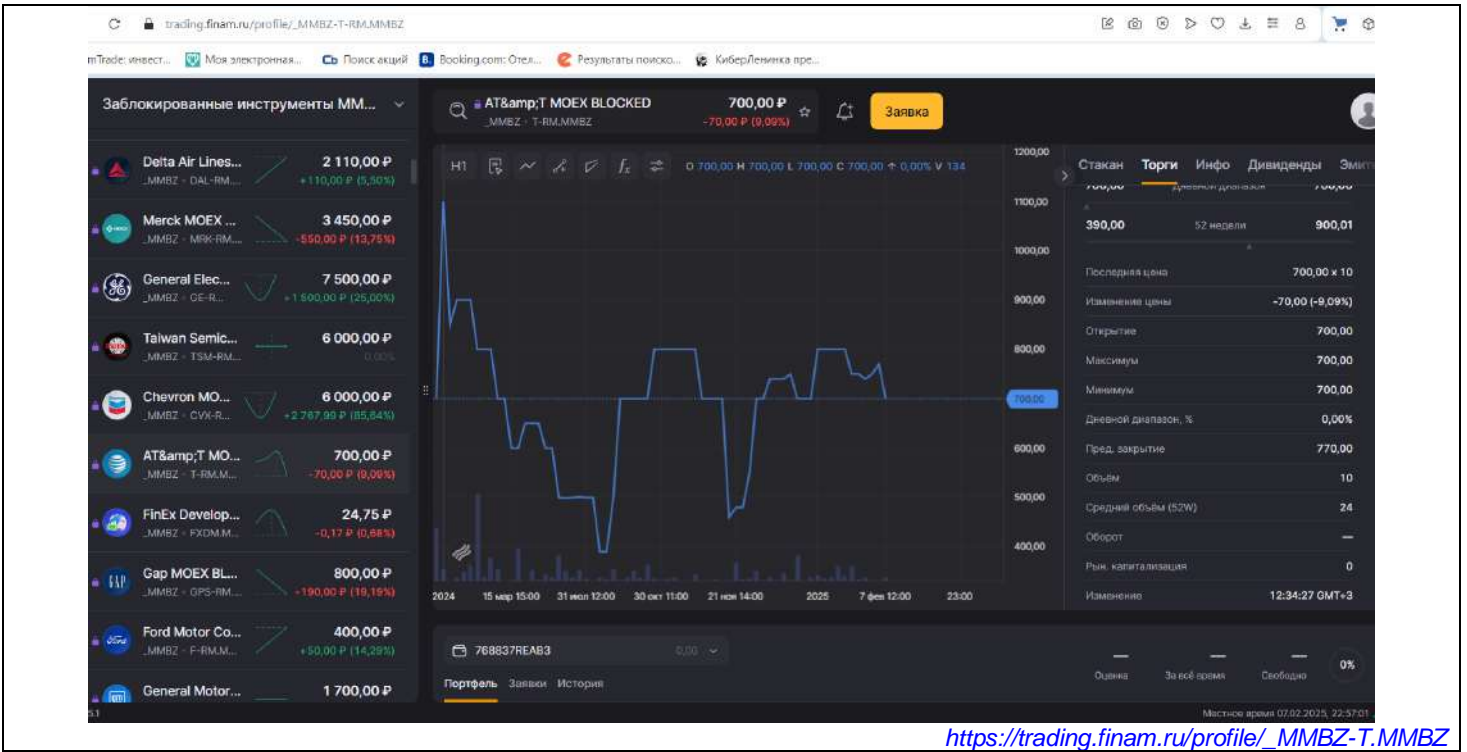 trading.finam.ru/profile/_MMBZ-T-RM.MMBZ
mTrade: инвест... Моя электронная... Поиск акций Booking.com: Отел... Результаты поиско... КиберЛенинка пре...
Заблокированные инструменты MM...
AT&amp;T MOEX BLOCKED 700,00 ₽
_MMBZ · T-RM.MMBZ -70,00 ₽ (9,09%)
Заявка
Delta Air Lines... 2 110,00 ₽
_MMBZ · DAL-RM.... +110,00 ₽ (5,50%)
Merck MOEX ... 3 450,00 ₽
_MMBZ · MRK-RM.... -550,00 ₽ (13,75%)
General Elec... 7 500,00 ₽
_MMBZ · GE-R... +1 500,00 ₽ (25,00%)
Taiwan Semic... 6 000,00 ₽
_MMBZ · TSM-RM... 0,00%
Chevron MO... 6 000,00 ₽
_MMBZ · CVX-R... +2 767,99 ₽ (85,64%)
AT&amp;T MO... 700,00 ₽
_MMBZ · T-RM.M... -70,00 ₽ (9,09%)
FinEx Develop... 24,75 ₽
_MMBZ · FXDM.M... -0,17 ₽ (0,68%)
Gap MOEX BL... 800,00 ₽
_MMBZ · GPS-RM... -190,00 ₽ (19,19%)
Ford Motor Co... 400,00 ₽
_MMBZ · F-RM.M... +50,00 ₽ (14,29%)
General Motor... 1 700,00 ₽
H1 O 700,00 H 700,00 L 700,00 C 700,00 0,00% V 134
1200,00
1100,00
1000,00
900,00
800,00
700,00
600,00
500,00
400,00
2024 15 мар 15:00 31 июл 12:00 30 окт 11:00 21 ноя 14:00 2025 7 фев 12:00 23:00
Стакан Торги Инфо Дивиденды Эмит
700,00 Дневной диапазон 700,00
390,00 52 недели 900,01
Последняя цена 700,00 x 10
Изменение цены -70,00 (-9,09%)
Открытие 700,00
Максимум 700,00
Минимум 700,00
Дневной диапазон, % 0,00%
Пред. закрытие 770,00
Объём 10
Средний объём (52W) 24
Оборот —
Рын. капитализация 0
Изменение 12:34:27 GMT+3
768837REAB3 0,00
Портфель Заявки История
— — — 0%
Оценка За всё время Свободно
5.1 Местное время 07.02.2025, 22:57:01
https://trading.finam.ru/profile/_MMBZ-T.MMBZ